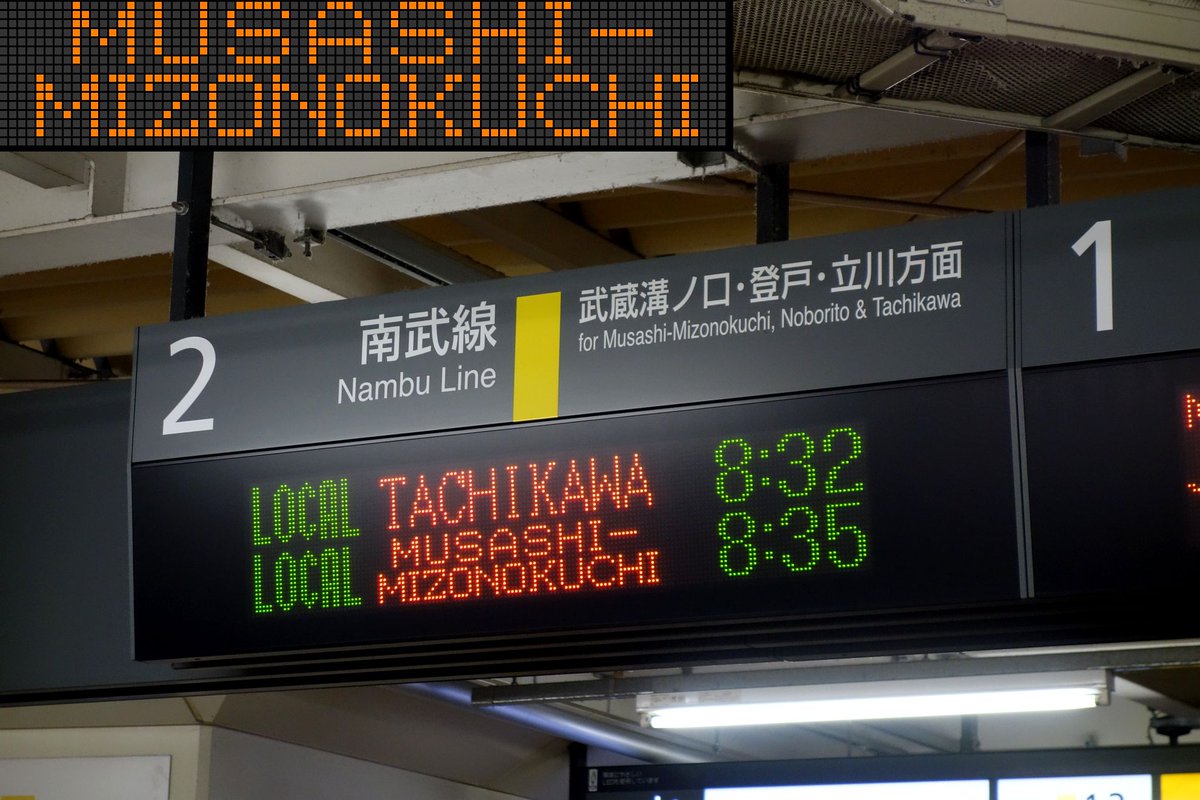 MUSASHI-
MIZONOKUCHI
2
南武線
Nambu Line
武蔵溝ノ口・登戸・立川方面
for Musashi-Mizonokuchi, Noborito & Tachikawa
1
LOCAL TACHIKAWA 8:32
LOCAL MUSASHI-
MIZONOKUCHI 8:35